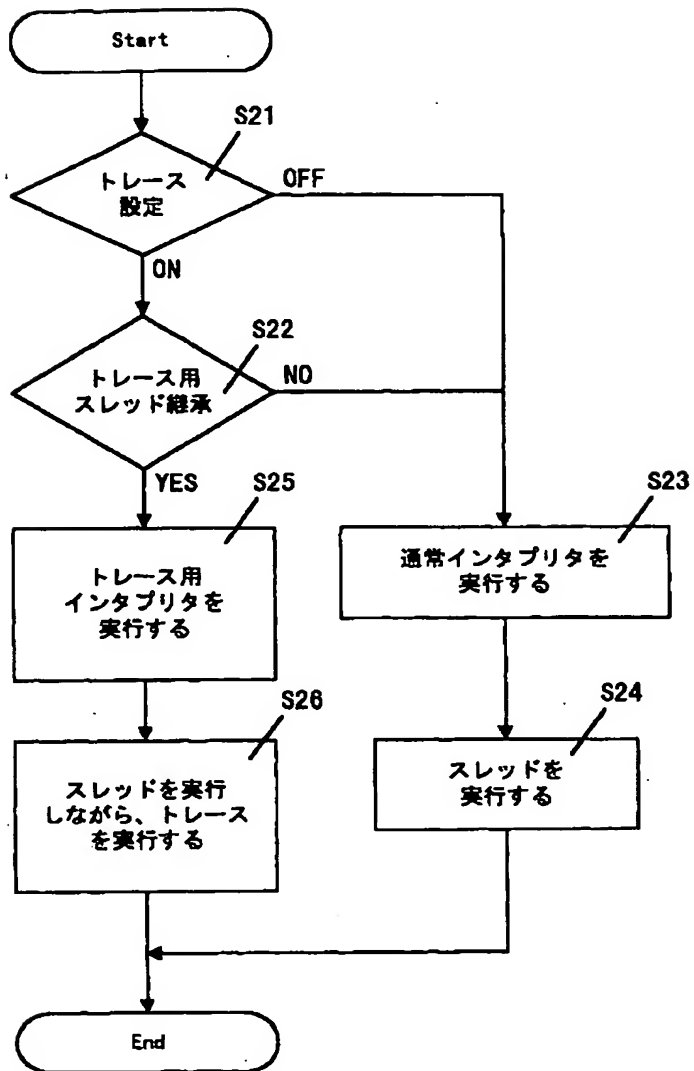 Start
S21
トレース
設定
OFF
ON
S22
トレース用
スレッド継承
NO
YES
S25
トレース用
インタプリタを
実行する
S23
通常インタプリタを
実行する
S26
スレッドを実行
しながら、トレース
を実行する
S24
スレッドを
実行する
End